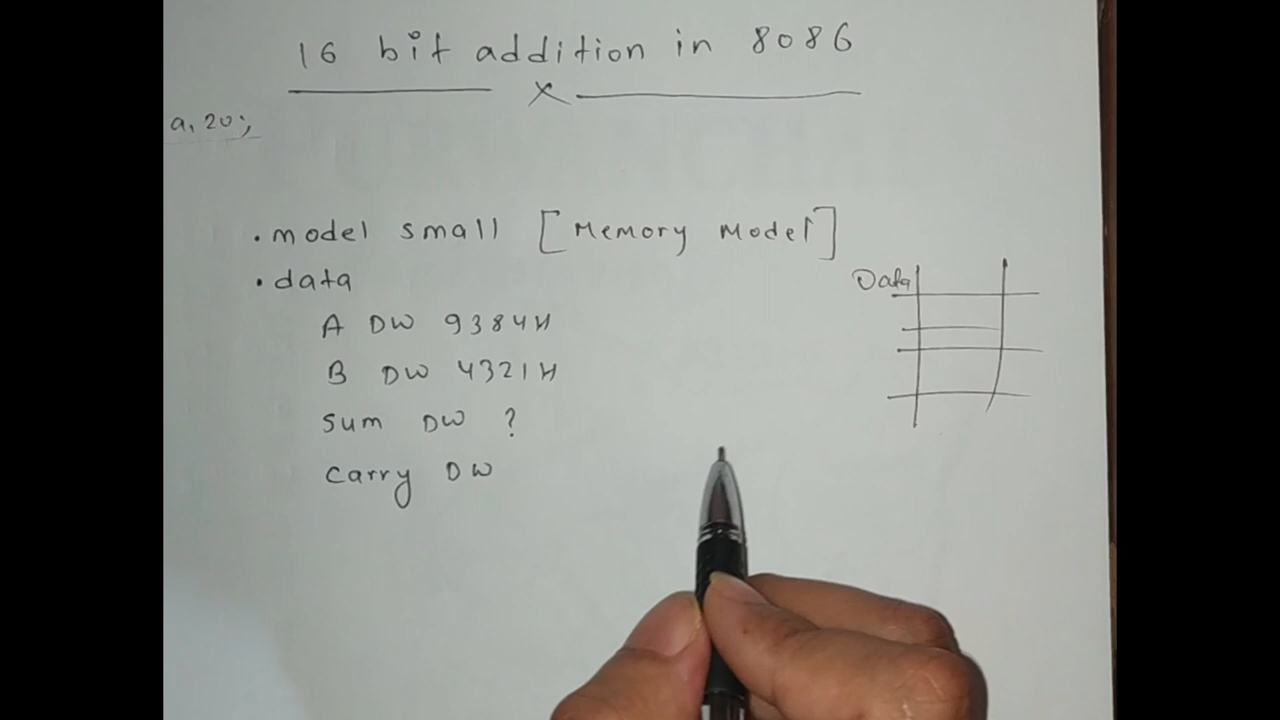 16 bit addition in 8086
x
a, 20;
.model small [Memory Model]
.data
Data
A DW 9384H
B DW 4321H
Sum DW ?
Carry DW